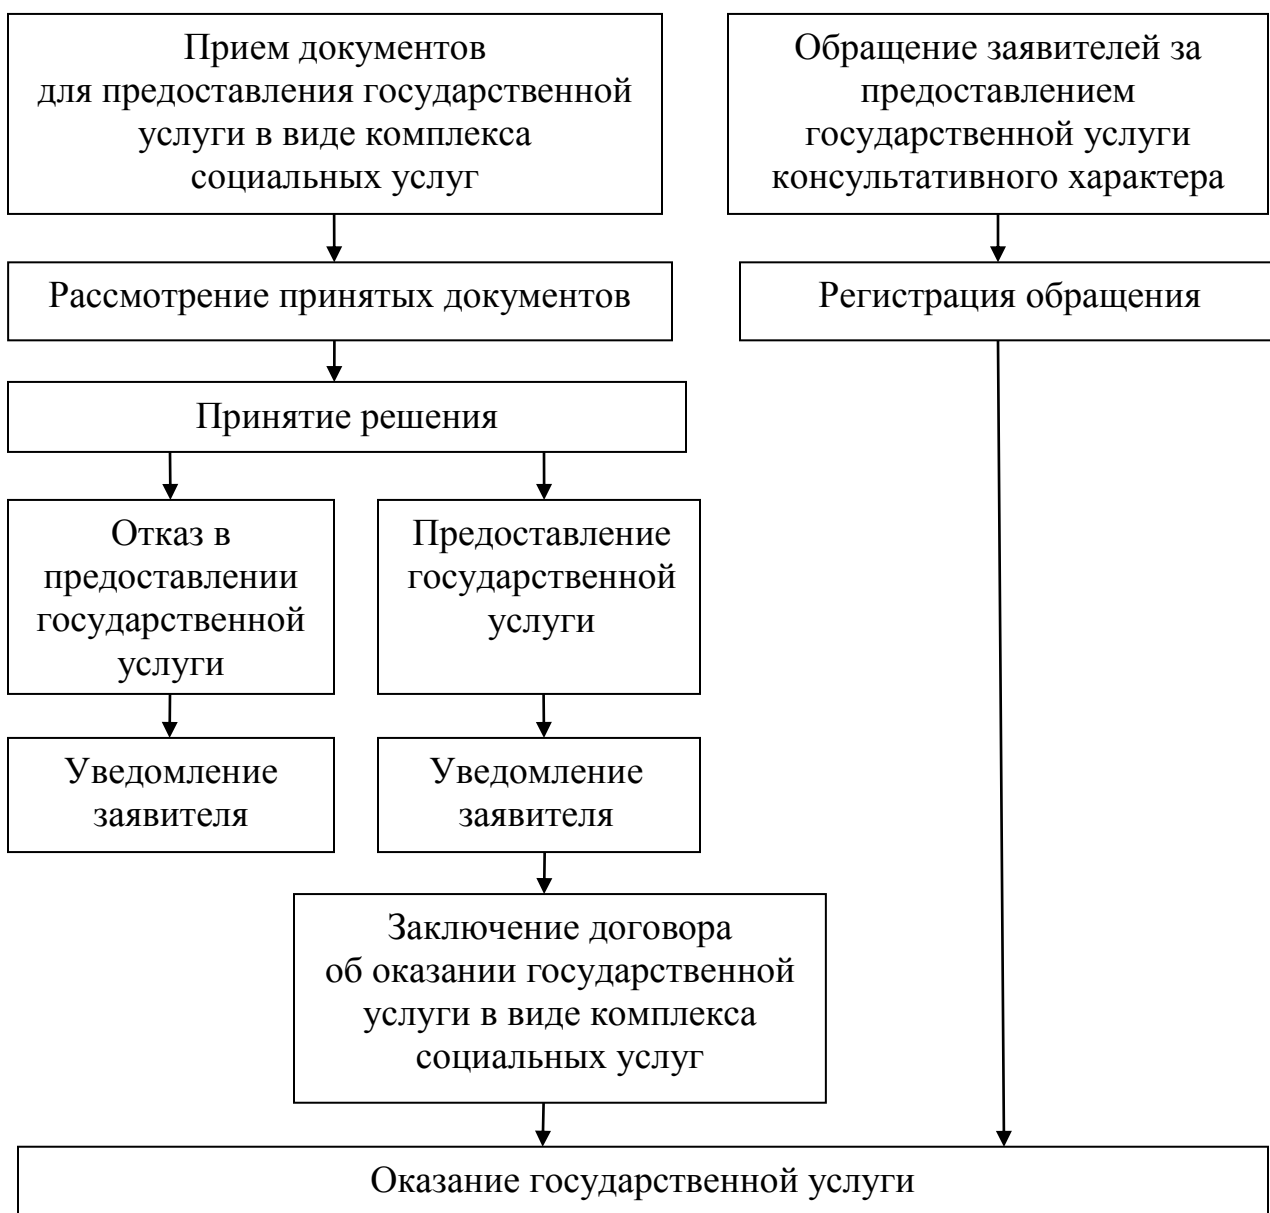 Прием документов
для предоставления государственной
услуги в виде комплекса
социальных услуг
Обращение заявителей за
предоставлением
государственной услуги
консультативного характера
Рассмотрение принятых документов
Регистрация обращения
Принятие решения
Отказ в
предоставлении
государственной
услуги
Предоставление
государственной
услуги
Уведомление
заявителя
Уведомление
заявителя
Заключение договора
об оказании государственной
услуги в виде комплекса
социальных услуг
Оказание государственной услуги